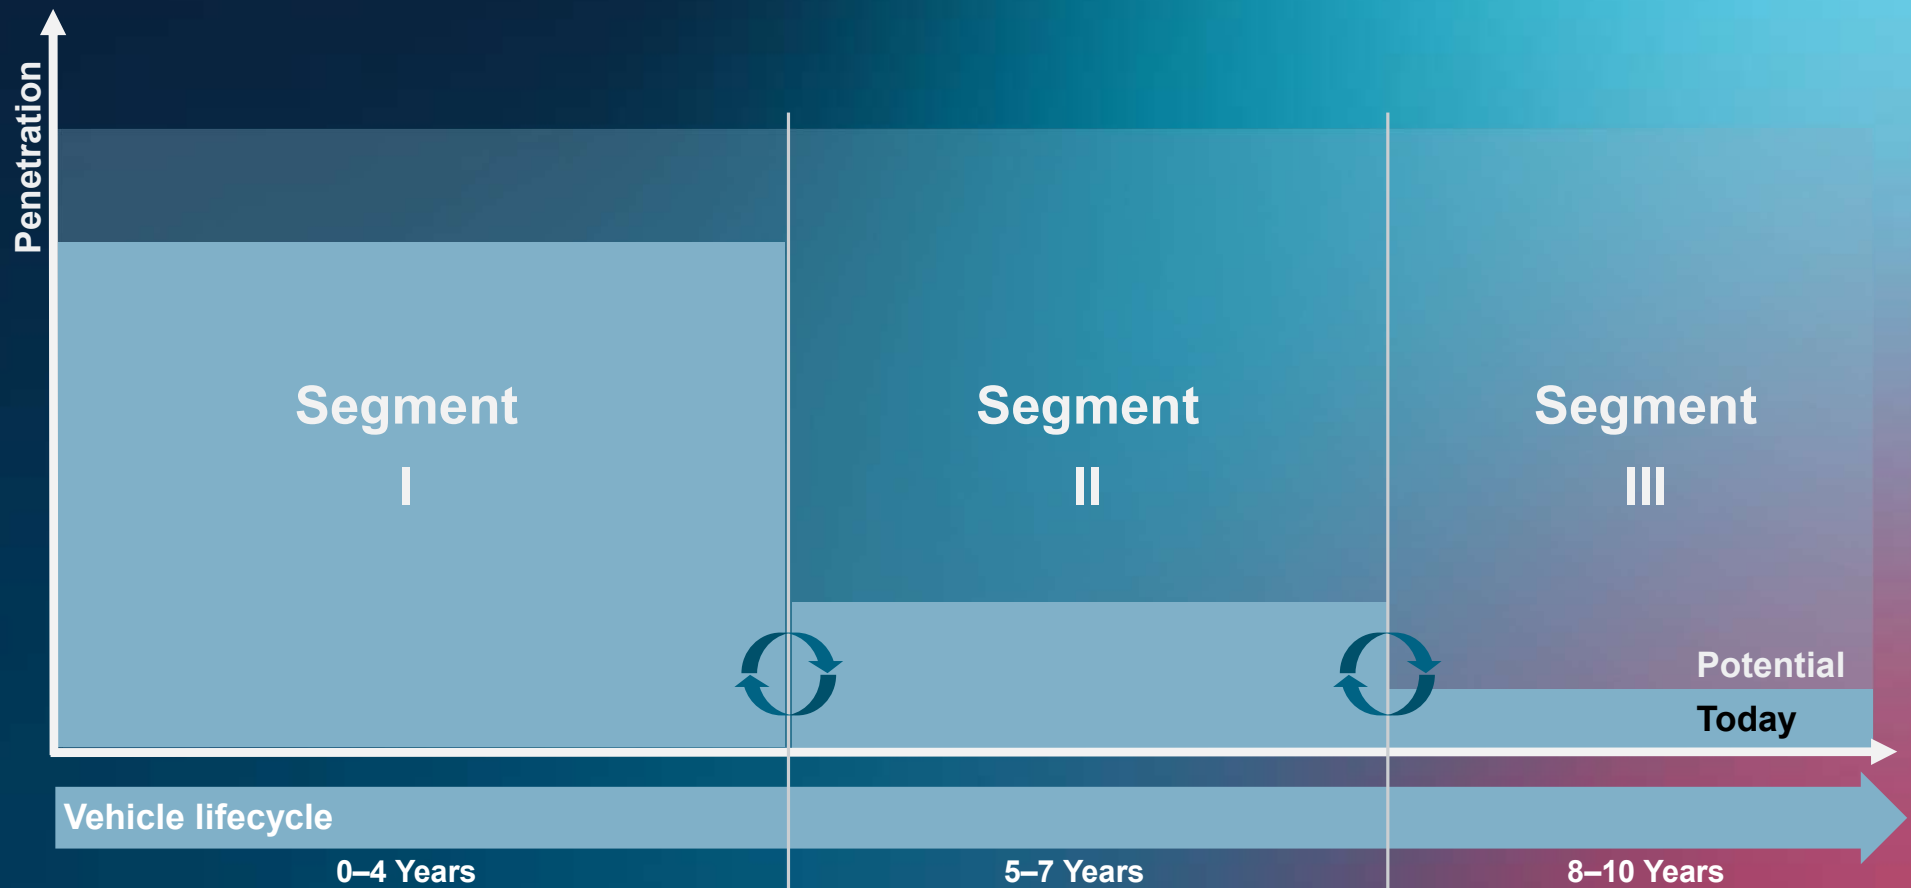 Penetration
Segment
I
Segment
II
Segment
III
Potential
Today
Vehicle lifecycle
0–4 Years
5–7 Years
8–10 Years